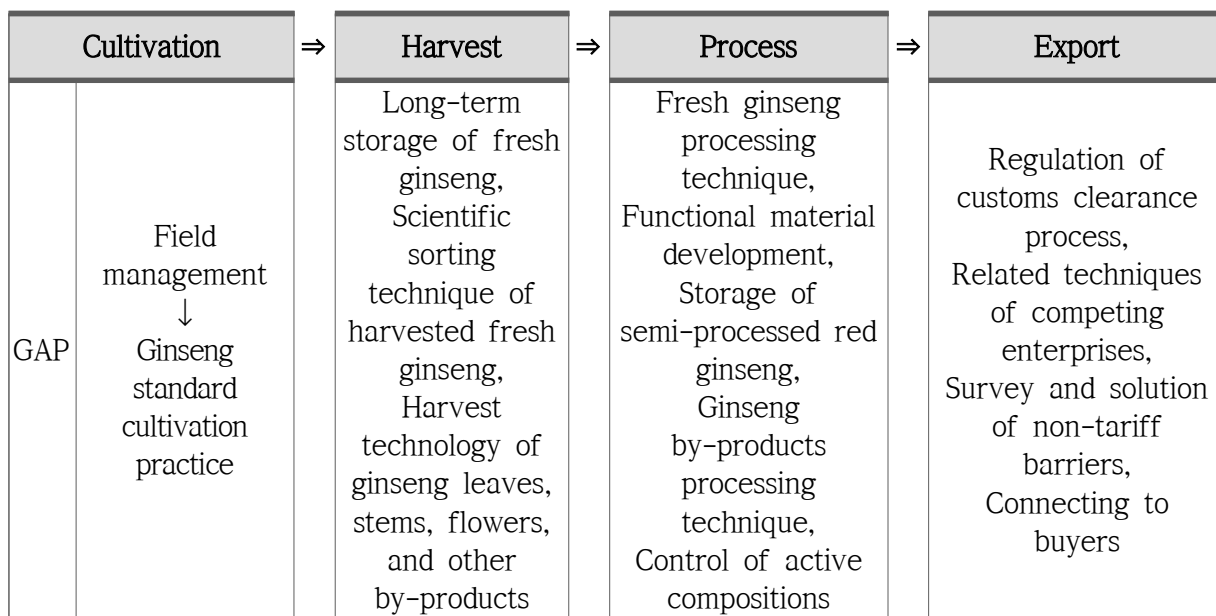 Cultivation ⇒ Harvest ⇒ Process ⇒ Export
GAP
Field
management
↓
Ginseng
standard
cultivation
practice
Long-term
storage of fresh
ginseng,
Scientific
sorting
technique of
harvested fresh
ginseng,
Harvest
technology of
ginseng leaves,
stems, flowers,
and other
by-products
Fresh ginseng
processing
technique,
Functional material
development,
Storage of
semi-processed red
ginseng,
Ginseng
by-products
processing
technique,
Control of active
compositions
Regulation of
customs clearance
process,
Related techniques
of competing
enterprises,
Survey and solution
of non-tariff
barriers,
Connecting to
buyers